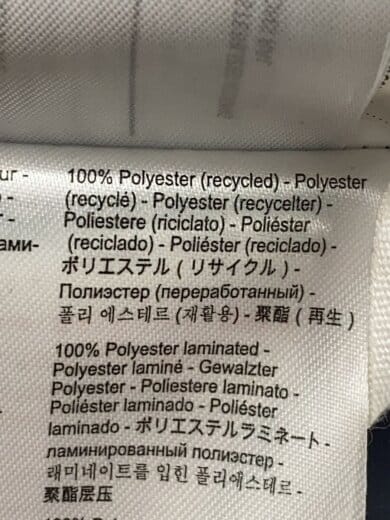 100% Polyester (recycled) - Polyester
(recyclé) - Polyester (recycelter) -
Poliestere (riciclato) - Poliéster
(reciclado) - Poliéster (reciclado) -
ポリエステル ( リサイクル ) -
Полиэстер (переработанный) -
폴리 에스테르 (재활용) - 聚酯 ( 再生 )
100% Polyester laminated -
Polyester laminé - Gewalzter
Polyester - Poliestere laminato -
Poliéster laminado - Poliéster
laminado - ポリエステルラミネート -
ламинированный полиэстер -
래미네이트를 입힌 폴리에스테르 -
聚酯层压